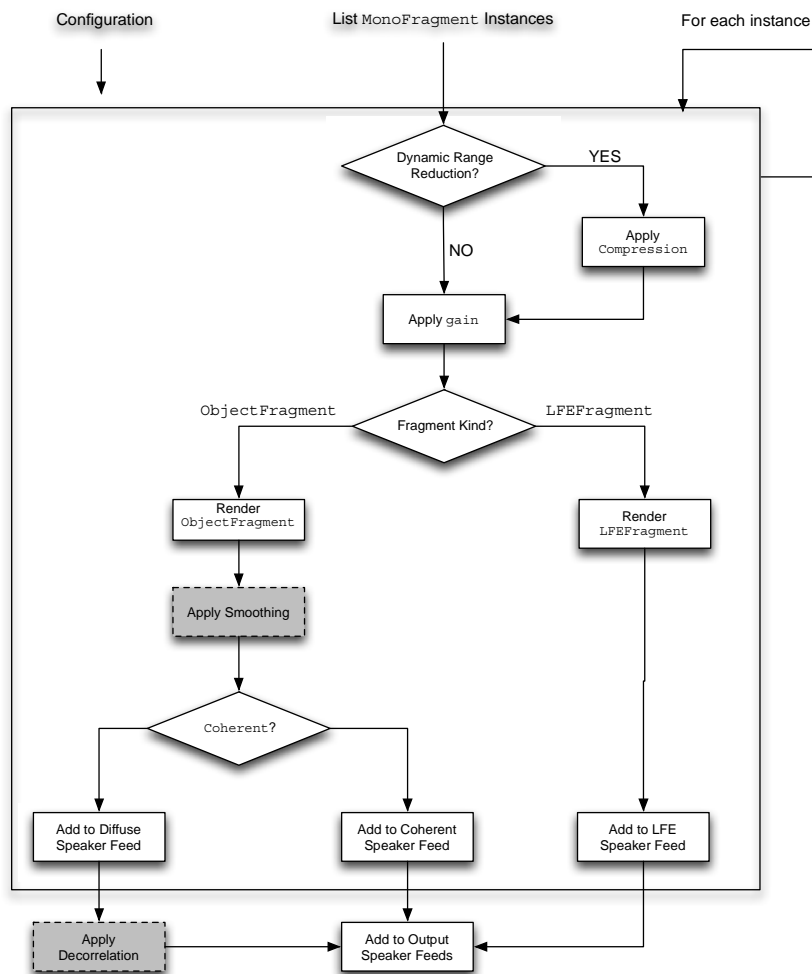 Configuration
List MonoFragment Instances
For each instance
Dynamic Range
Reduction?
YES
Apply
Compression
NO
Apply gain
ObjectFragment
Fragment Kind?
LFEFragment
Render
ObjectFragment
Render
LFEFragment
Apply Smoothing
Coherent?
Add to Diffuse
Speaker Feed
Add to Coherent
Speaker Feed
Add to LFE
Speaker Feed
Apply
Decorrelation
Add to Output
Speaker Feeds